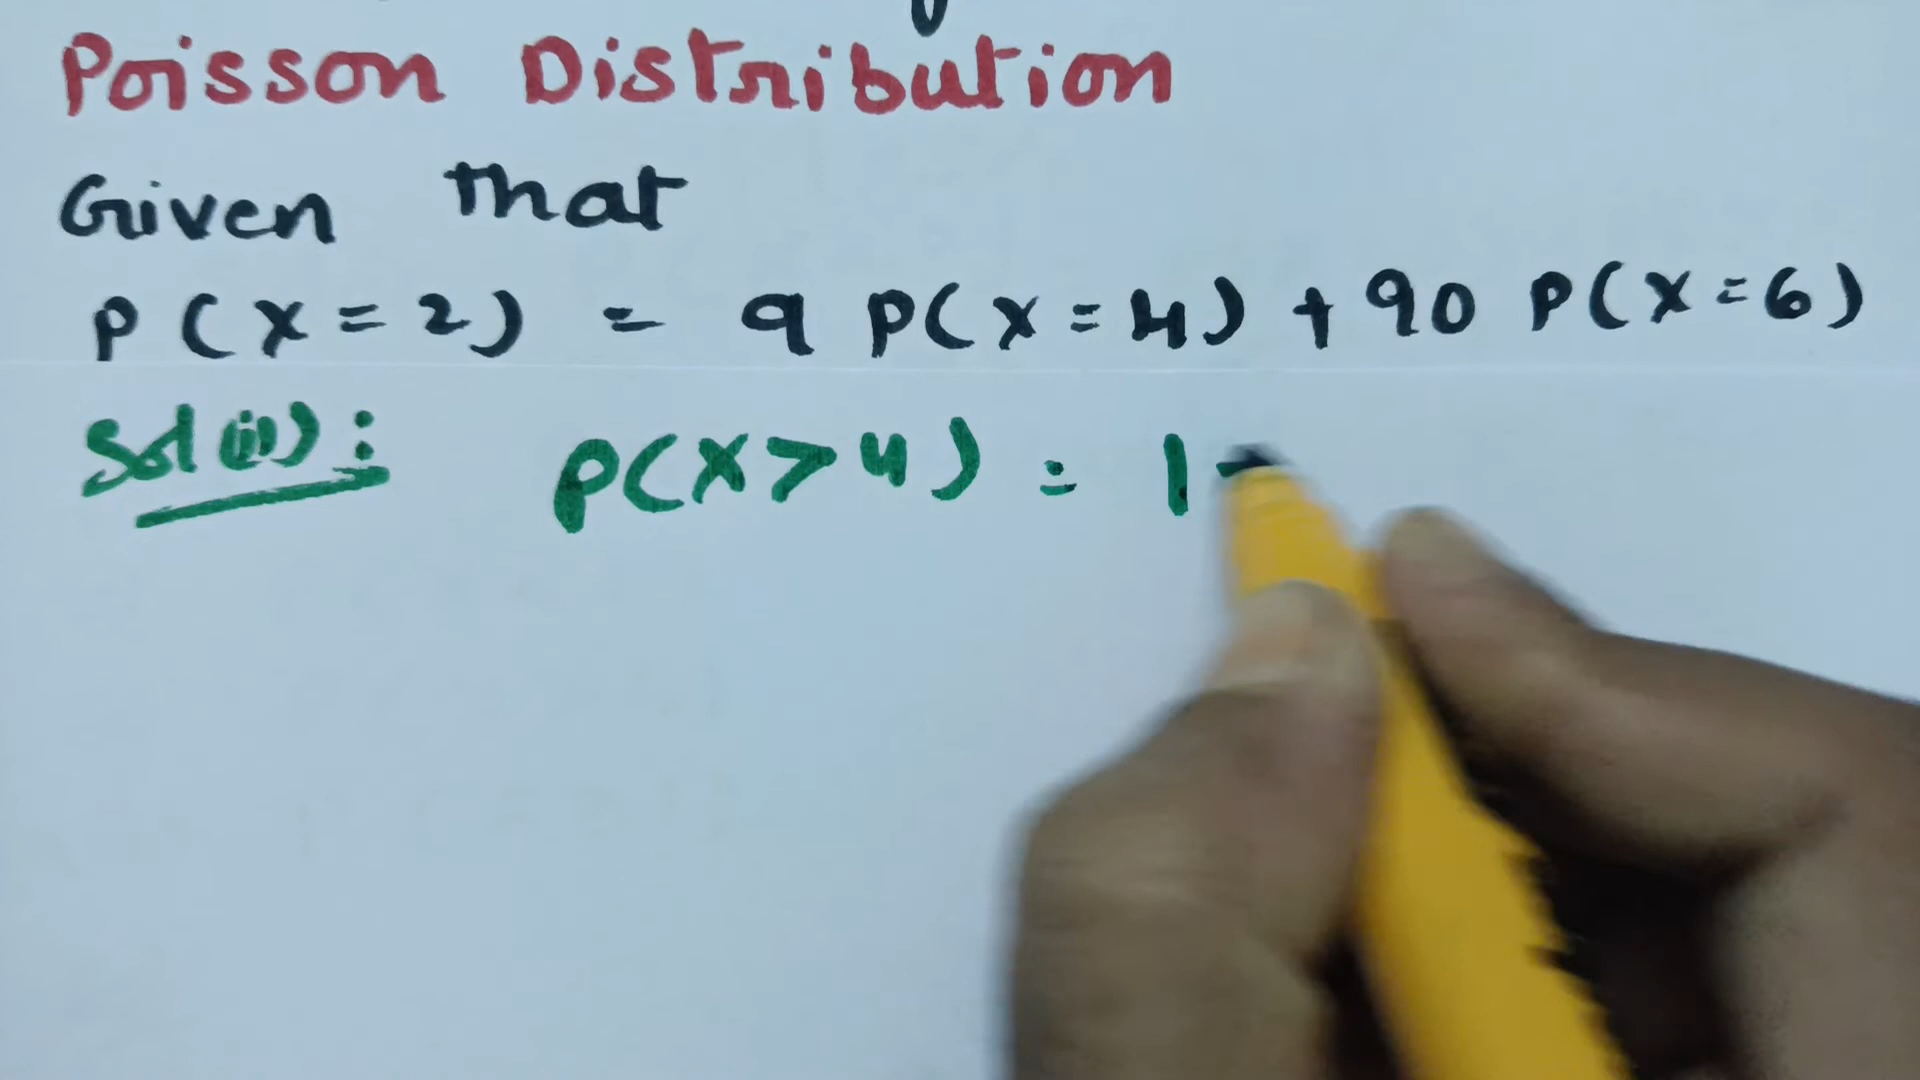 Poisson Distribution
Given that
P(X=2) = 9 P(X=4) + 90 P(X=6)
Sol(ii): P(X>4) = 1-